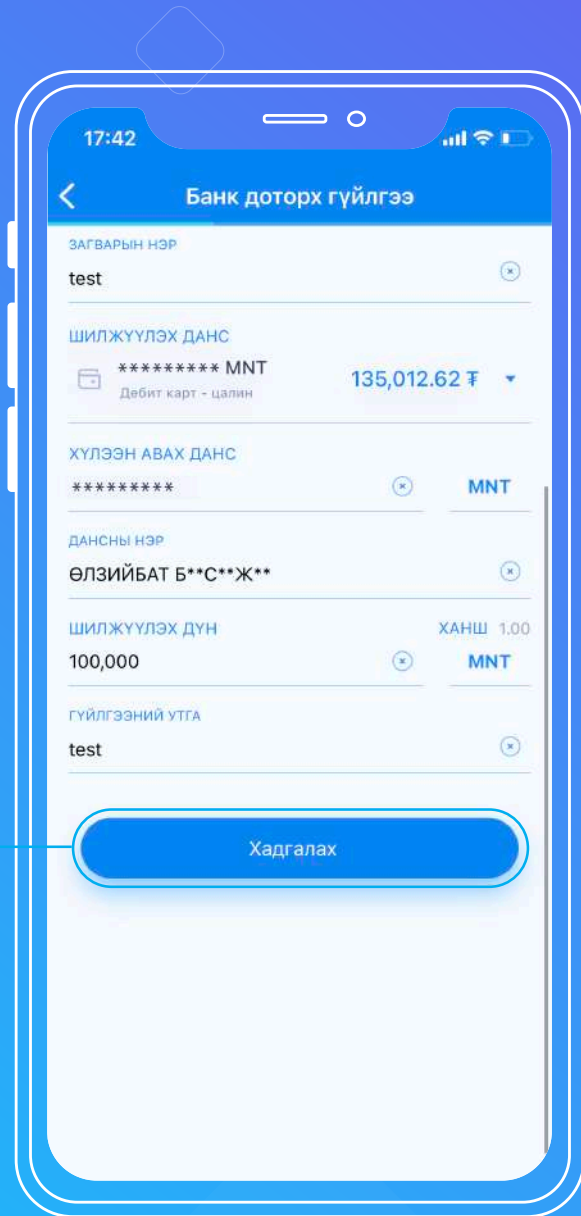 17:42
Банк доторх гүйлгээ
ЗАГВАРЫН НЭР
test
ШИЛЖҮҮЛЭХ ДАНС
********* MNT 135,012.62 ₮
Дебит карт - цалин
ХҮЛЭЭН АВАХ ДАНС
********* MNT
ДАНСНЫ НЭР
ӨЛЗИЙБАТ Б**С**Ж**
ШИЛЖҮҮЛЭХ ДҮН ХАНШ 1.00
100,000 MNT
ГҮЙЛГЭЭНИЙ УТГА
test
Хадгалах